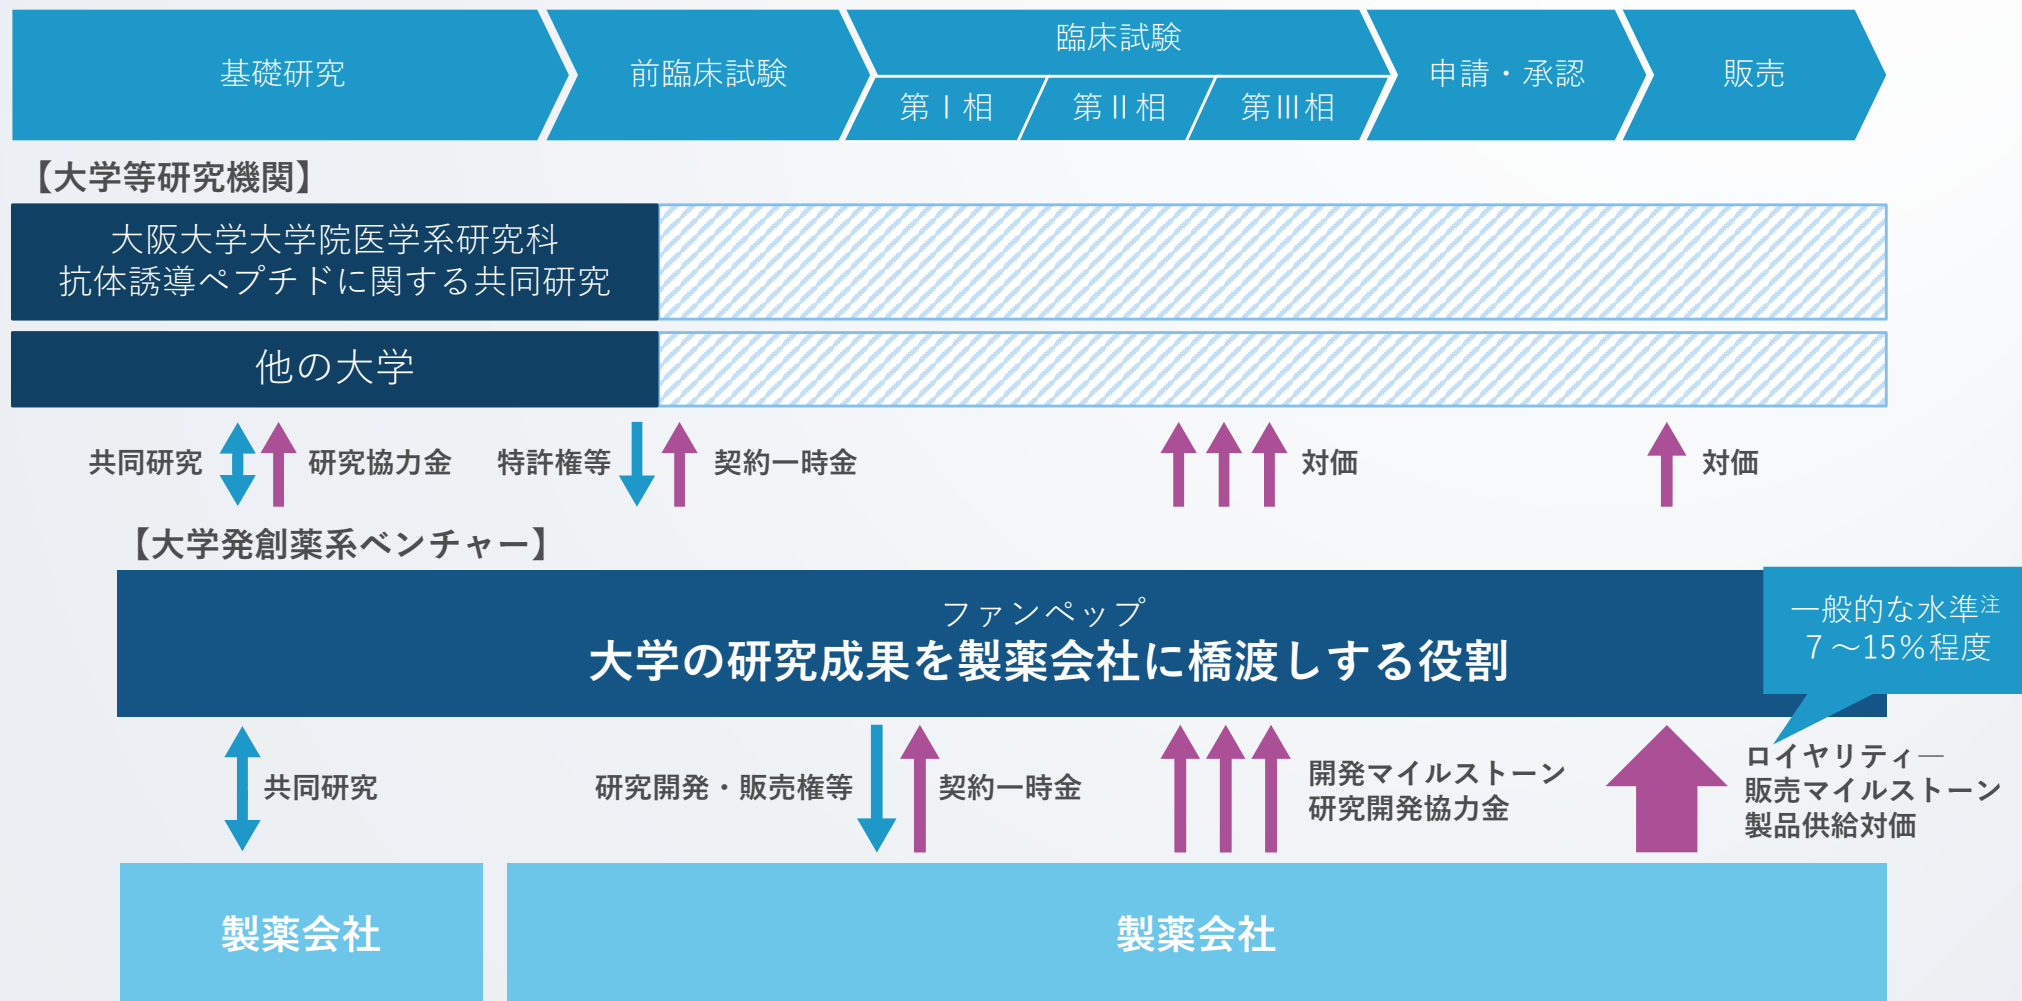 基礎研究
前臨床試験
臨床試験
第Ⅰ相
第Ⅱ相
第Ⅲ相
申請・承認
販売
【大学等研究機関】
大阪大学大学院医学系研究科
抗体誘導ペプチドに関する共同研究
他の大学
共同研究
研究協力金
特許権等
契約一時金
対価
対価
【大学発創薬系ベンチャー】
ファンペップ
大学の研究成果を製薬会社に橋渡しする役割
一般的な水準注
7～15%程度
共同研究
研究開発・販売権等
契約一時金
開発マイルストーン
研究開発協力金
ロイヤリティ―
販売マイルストーン
製品供給対価
製薬会社
製薬会社